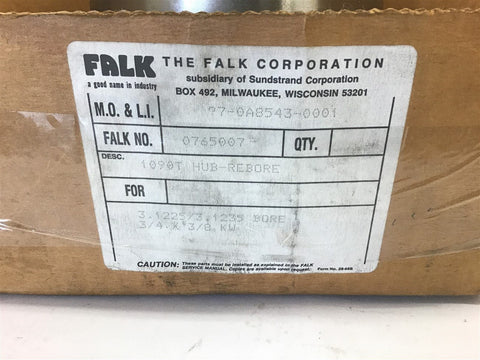 FALK
a good name in industry
THE FALK CORPORATION
subsidiary of Sundstrand Corporation
BOX 492, MILWAUKEE, WISCONSIN 53201
M.O. & L.I. 97-0A8543-0001
FALK NO. 0765007 QTY. 1
DESC. 1090T HUB-REBORE
FOR
3.1225/3.1235 BORE
3/4 X 3/8 KW
CAUTION: These parts must be installed as explained in the FALK
SERVICE MANUAL. Copies are available upon request.
Form No.